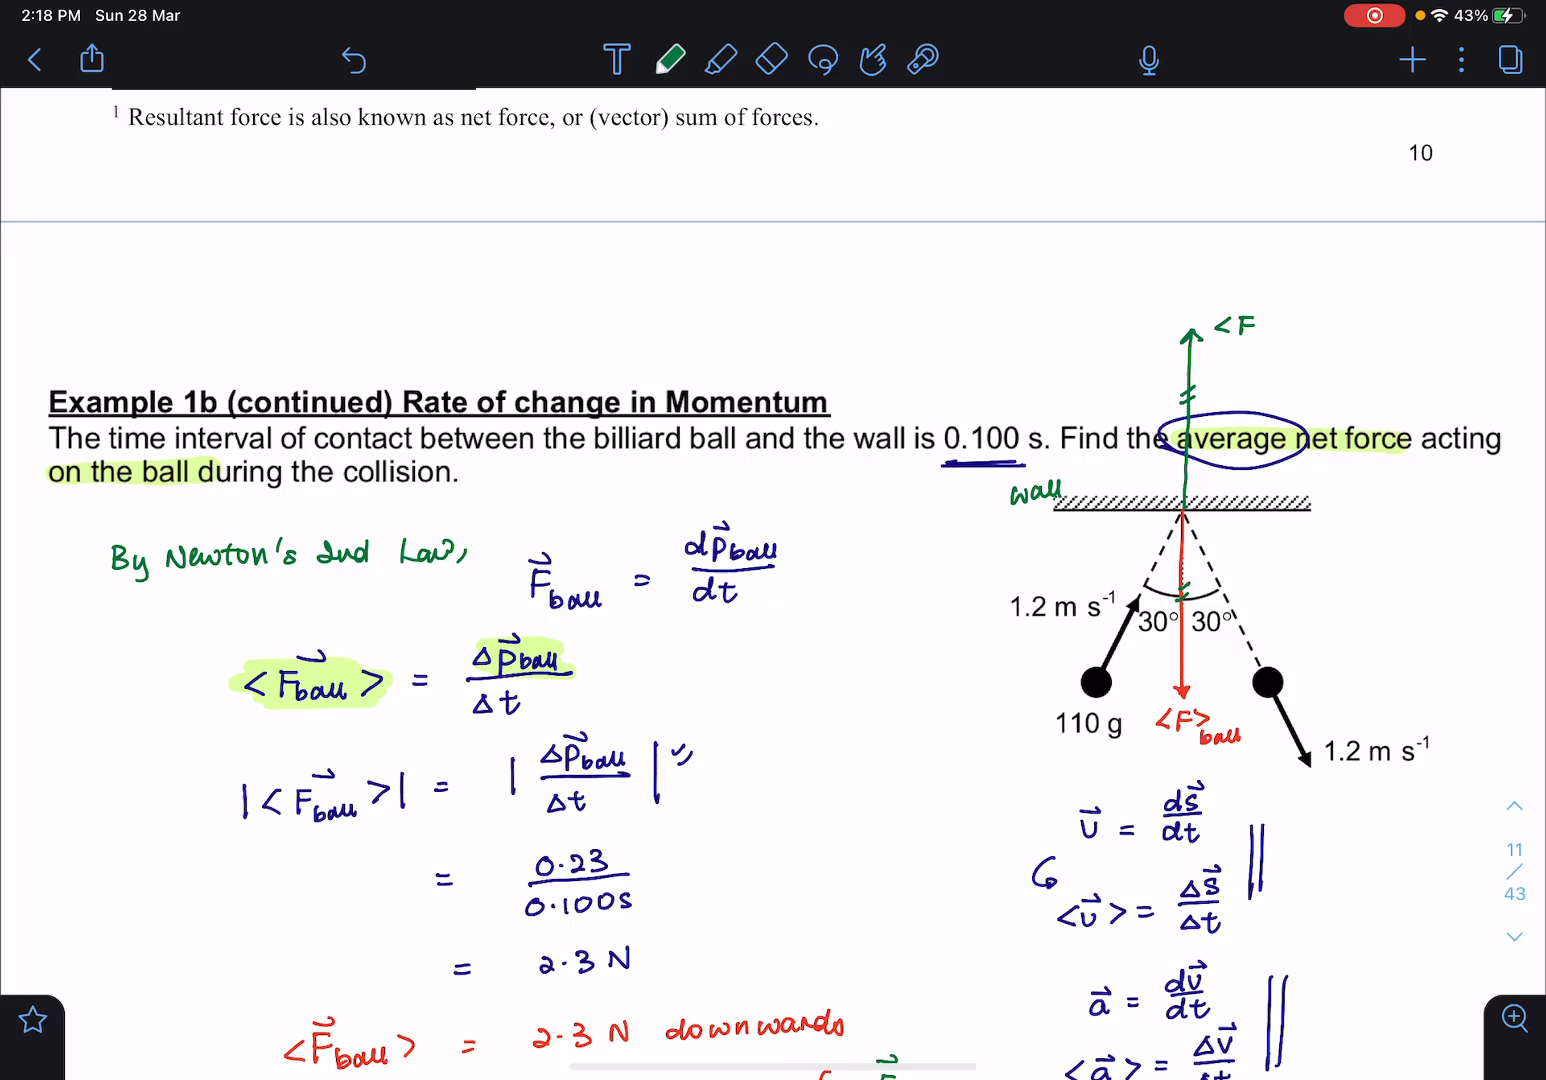 2:18 PM Sun 28 Mar
43%
1 Resultant force is also known as net force, or (vector) sum of forces.
10
<F
Example 1b (continued) Rate of change in Momentum
The time interval of contact between the billiard ball and the wall is 0.100 s. Find the average net force acting
on the ball during the collision.
wall
By Newton's 2nd Law,
F⃗ball = dp⃗ball/dt
<F⃗ball> = Δp⃗ball/Δt
1.2 m s⁻¹
30° 30°
110 g
<F>ball
1.2 m s⁻¹
|<F⃗ball>| = |Δp⃗ball/Δt|
= 0.23/0.100s
= 2.3 N
<F⃗ball> = 2.3 N downwards
v⃗ = ds⃗/dt
<v⃗> = Δs⃗/Δt
a⃗ = dv⃗/dt
<a⃗> = Δv⃗/Δt
11
/
43